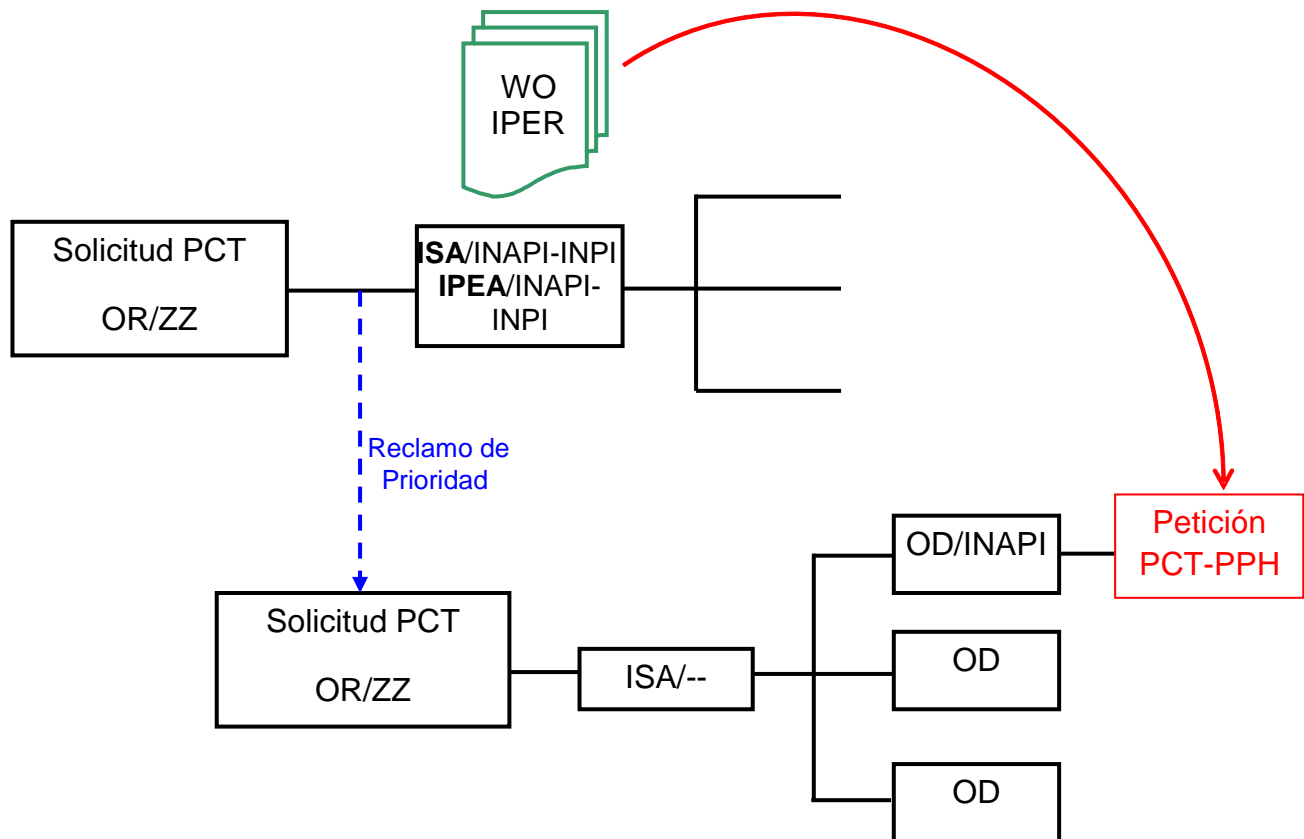 WO
IPER
Solicitud PCT
OR/ZZ
ISA/INAPI-INPI
IPEA/INAPI-
INPI
Reclamo de
Prioridad
Solicitud PCT
OR/ZZ
ISA/--
OD/INAPI
Petición
PCT-PPH
OD
OD